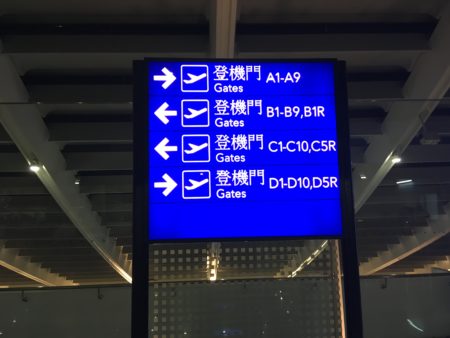 登機門 A1-A9
Gates
登機門 B1-B9,B1R
Gates
登機門 C1-C10,C5R
Gates
登機門 D1-D10,D5R
Gates